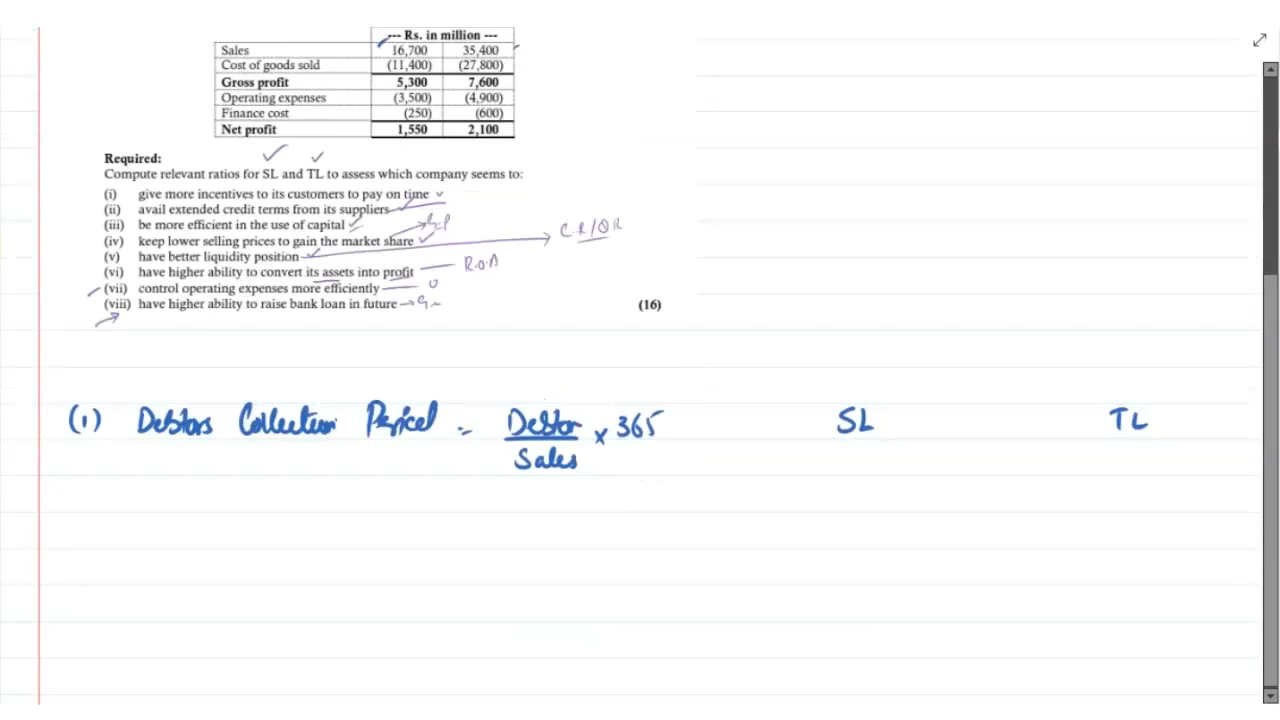 --- Rs. in million ---
Sales 16,700 35,400
Cost of goods sold (11,400) (27,800)
Gross profit 5,300 7,600
Operating expenses (3,500) (4,900)
Finance cost (250) (600)
Net profit 1,550 2,100
Required:
Compute relevant ratios for SL and TL to assess which company seems to:
(i) give more incentives to its customers to pay on time
(ii) avail extended credit terms from its suppliers
(iii) be more efficient in the use of capital
(iv) keep lower selling prices to gain the market share
C.R/QR
(v) have better liquidity position
(vi) have higher ability to convert its assets into profit R.O.A
(vii) control operating expenses more efficiently
(viii) have higher ability to raise bank loan in future (16)
(1) Debtors Collection Period = Debtor × 365 SL TL
Sales